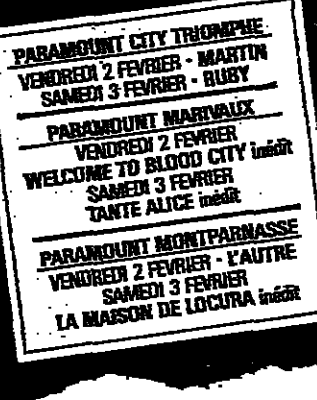 PARAMOUNT CITY TRIOMPHE
VENDREDI 2 FEVRIER - MARTIN
SAMEDI 3 FEVRIER - RUBY
PARAMOUNT MARIVAUX
VENDREDI 2 FEVRIER
WELCOME TO BLOOD CITY inédit
SAMEDI 3 FEVRIER
TANTE ALICE inédit
PARAMOUNT MONTPARNASSE
VENDREDI 2 FEVRIER - L'AUTRE
SAMEDI 3 FEVRIER
LA MAISON DE LOCURA inédit